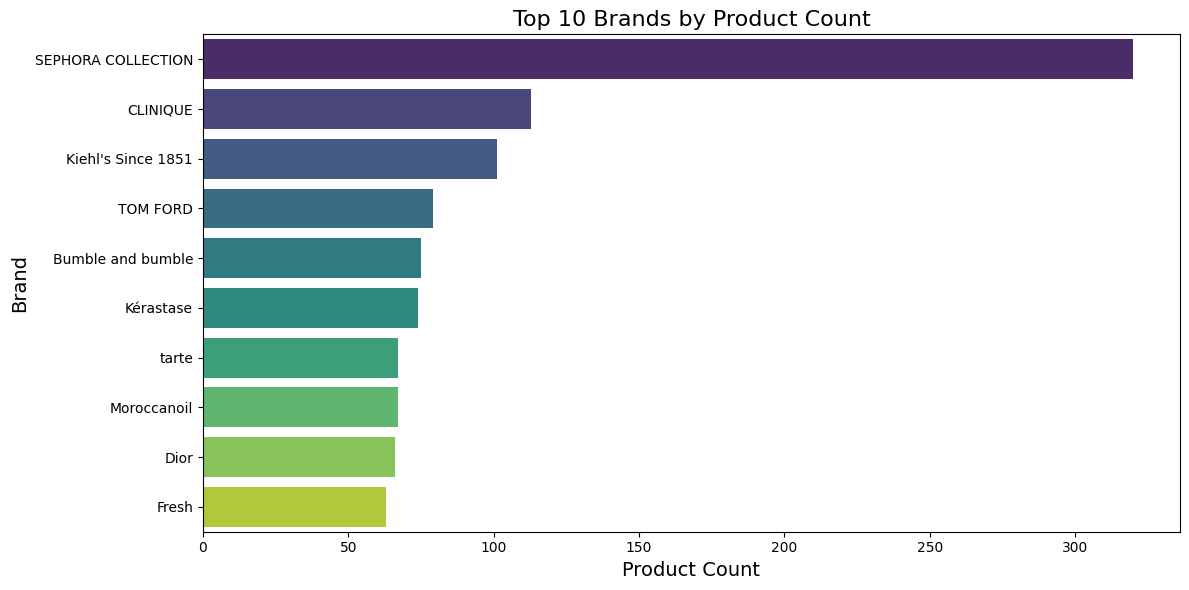 Top 10 Brands by Product Count
Brand
SEPHORA COLLECTION
CLINIQUE
Kiehl's Since 1851
TOM FORD
Bumble and bumble
Kérastase
tarte
Moroccanoil
Dior
Fresh
0 50 100 150 200 250 300
Product Count